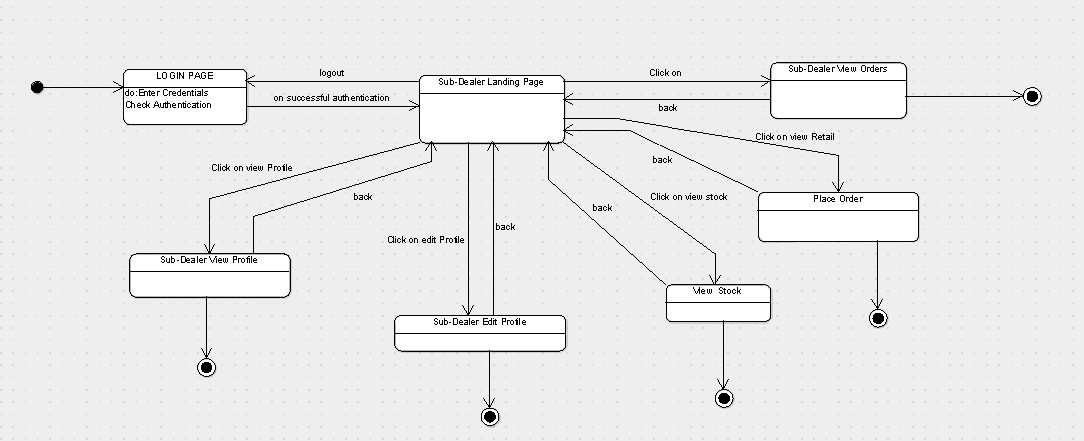 LOGIN PAGE
do:Enter Credentials
Check Authentication
logout
on successful authentication
Sub-Dealer Landing Page
Click on
back
Sub-Dealer View Orders
Click on view Retail
back
Place Order
Click on view Profile
back
Click on edit Profile
back
back
Click on view stock
Sub-Dealer View Profile
Sub-Dealer Edit Profile
View Stock